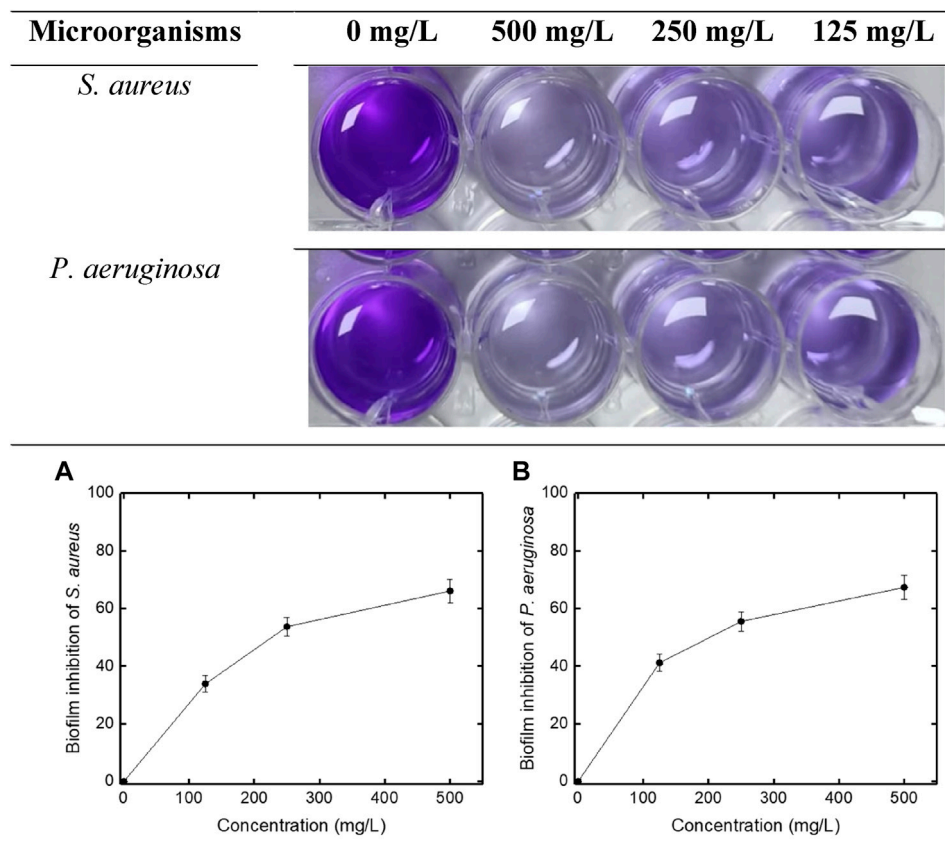 Microorganisms 0 mg/L 500 mg/L 250 mg/L 125 mg/L
S. aureus
P. aeruginosa
A
100
80
60
40
20
0
Biofilm inhibition of S. aureus
0 100 200 300 400 500
Concentration (mg/L)
B
100
80
60
40
20
0
Biofilm inhibition of P. aeruginosa
0 100 200 300 400 500
Concentration (mg/L)